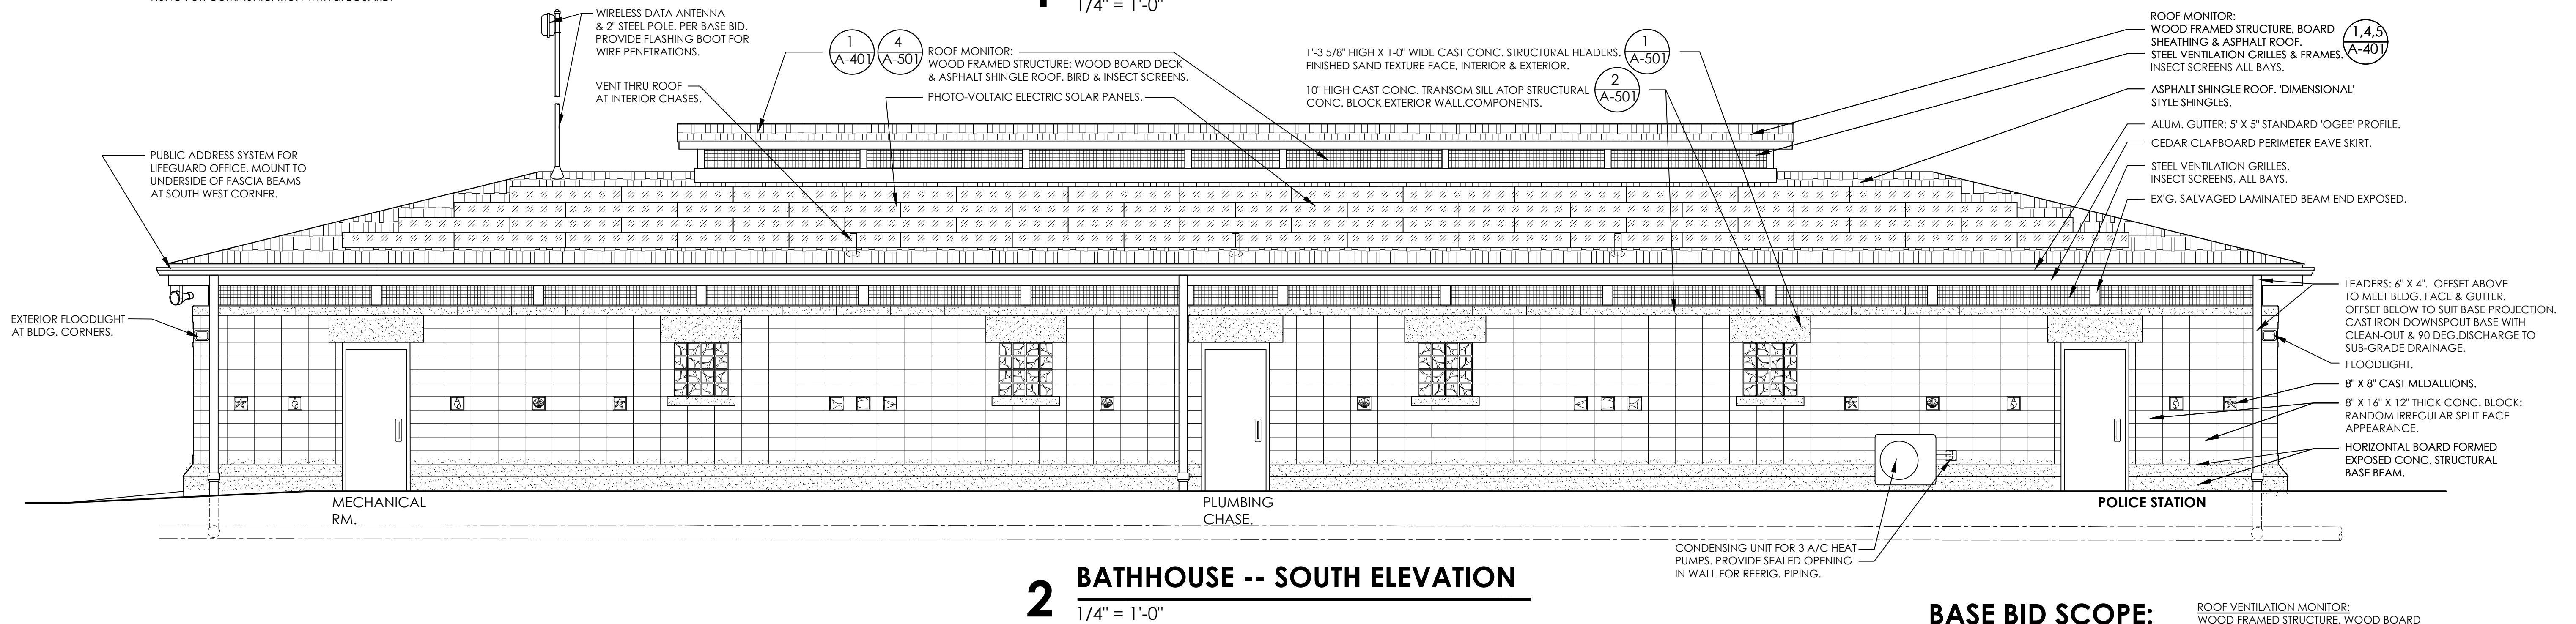 1/4" = 1'-0"
WIRELESS DATA ANTENNA
& 2" STEEL POLE. PER BASE BID.
PROVIDE FLASHING BOOT FOR
WIRE PENETRATIONS.
VENT THRU ROOF
AT INTERIOR CHASES.
1
A-401
4
A-501
ROOF MONITOR:
WOOD FRAMED STRUCTURE: WOOD BOARD DECK
& ASPHALT SHINGLE ROOF. BIRD & INSECT SCREENS.
PHOTO-VOLTAIC ELECTRIC SOLAR PANELS.
1'-3 5/8" HIGH X 1-0" WIDE CAST CONC. STRUCTURAL HEADERS.
FINISHED SAND TEXTURE FACE, INTERIOR & EXTERIOR.
1
A-501
10" HIGH CAST CONC. TRANSOM SILL ATOP STRUCTURAL
CONC. BLOCK EXTERIOR WALL.COMPONENTS.
2
A-501
ROOF MONITOR:
WOOD FRAMED STRUCTURE, BOARD
SHEATHING & ASPHALT ROOF.
STEEL VENTILATION GRILLES & FRAMES.
INSECT SCREENS ALL BAYS.
1,4,5
A-401
ASPHALT SHINGLE ROOF. 'DIMENSIONAL'
STYLE SHINGLES.
ALUM. GUTTER: 5' X 5" STANDARD 'OGEE' PROFILE.
CEDAR CLAPBOARD PERIMETER EAVE SKIRT.
STEEL VENTILATION GRILLES.
INSECT SCREENS, ALL BAYS.
EX'G. SALVAGED LAMINATED BEAM END EXPOSED.
PUBLIC ADDRESS SYSTEM FOR
LIFEGUARD OFFICE. MOUNT TO
UNDERSIDE OF FASCIA BEAMS
AT SOUTH WEST CORNER.
EXTERIOR FLOODLIGHT
AT BLDG. CORNERS.
LEADERS: 6" X 4". OFFSET ABOVE
TO MEET BLDG. FACE & GUTTER.
OFFSET BELOW TO SUIT BASE PROJECTION.
CAST IRON DOWNSPOUT BASE WITH
CLEAN-OUT & 90 DEG.DISCHARGE TO
SUB-GRADE DRAINAGE.
FLOODLIGHT.
8" X 8" CAST MEDALLIONS.
8" X 16" X 12" THICK CONC. BLOCK:
RANDOM IRREGULAR SPLIT FACE
APPEARANCE.
HORIZONTAL BOARD FORMED
EXPOSED CONC. STRUCTURAL
BASE BEAM.
MECHANICAL
RM.
PLUMBING
CHASE.
POLICE STATION
CONDENSING UNIT FOR 3 A/C HEAT
PUMPS. PROVIDE SEALED OPENING
IN WALL FOR REFRIG. PIPING.
2 BATHHOUSE -- SOUTH ELEVATION
1/4" = 1'-0"
BASE BID SCOPE:
ROOF VENTILATION MONITOR:
WOOD FRAMED STRUCTURE. WOOD BOARD